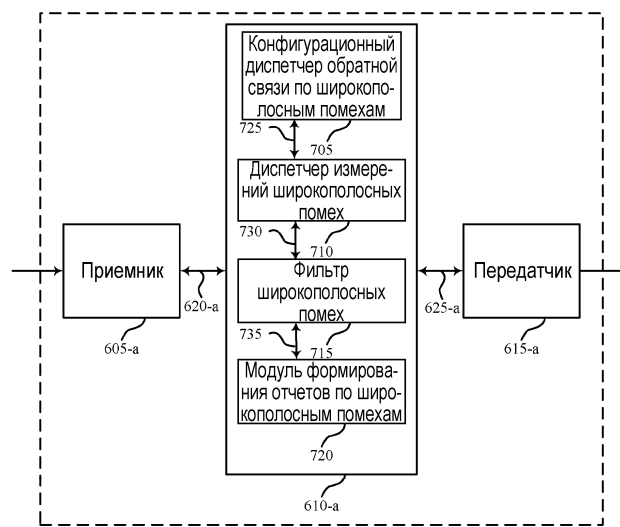 Конфигурационный
диспетчер обратной
связи по широкопо-
лосным помехам
725
705
Диспетчер измере-
ний широкополосных
помех
730
710
Приемник
620-a
605-a
Фильтр
широкополосных
помех
735
715
Передатчик
625-a
615-a
Модуль формирова-
ния отчетов по широ-
кополосным помехам
720
610-a